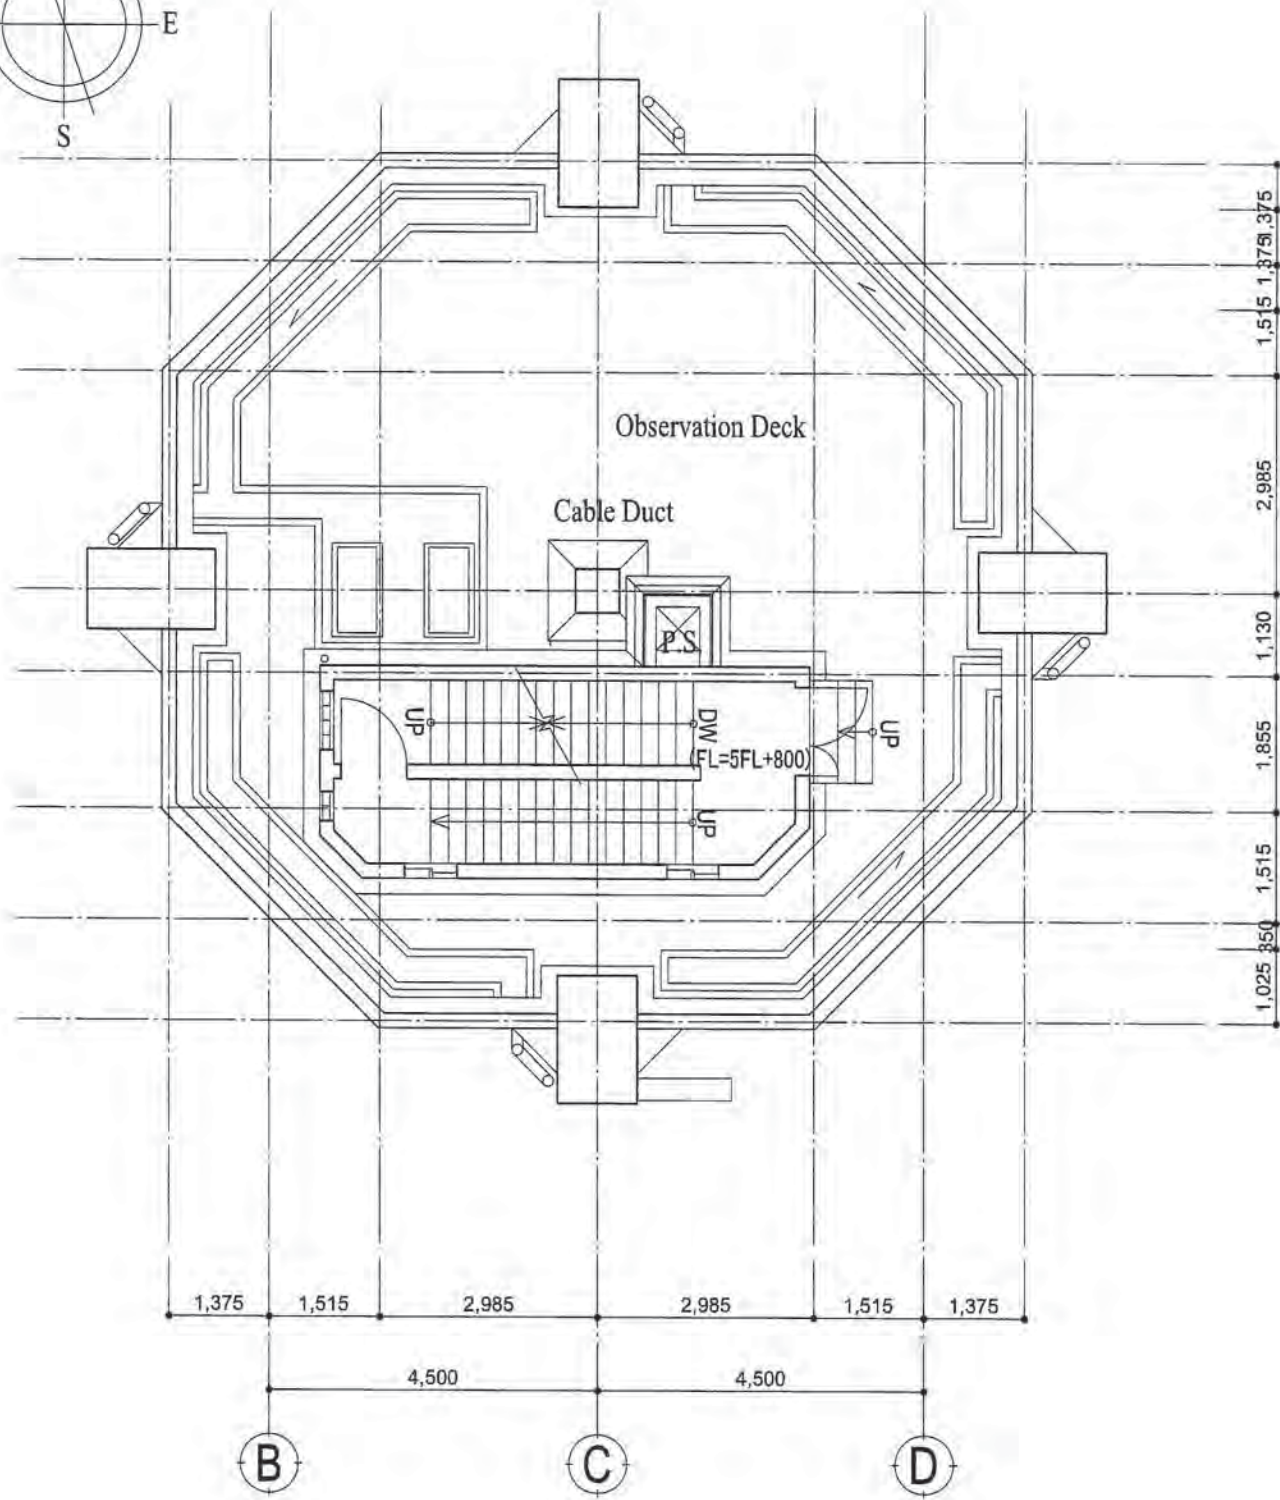 E
S
1,375
1,375
1,515
Observation Deck
2,985
Cable Duct
1,130
P.S.
UP
DW
UP
(FL=5FL+800)
1,855
UP
1,515
350
1,025
1,375
1,515
2,985
2,985
1,515
1,375
4,500
4,500
B
C
D